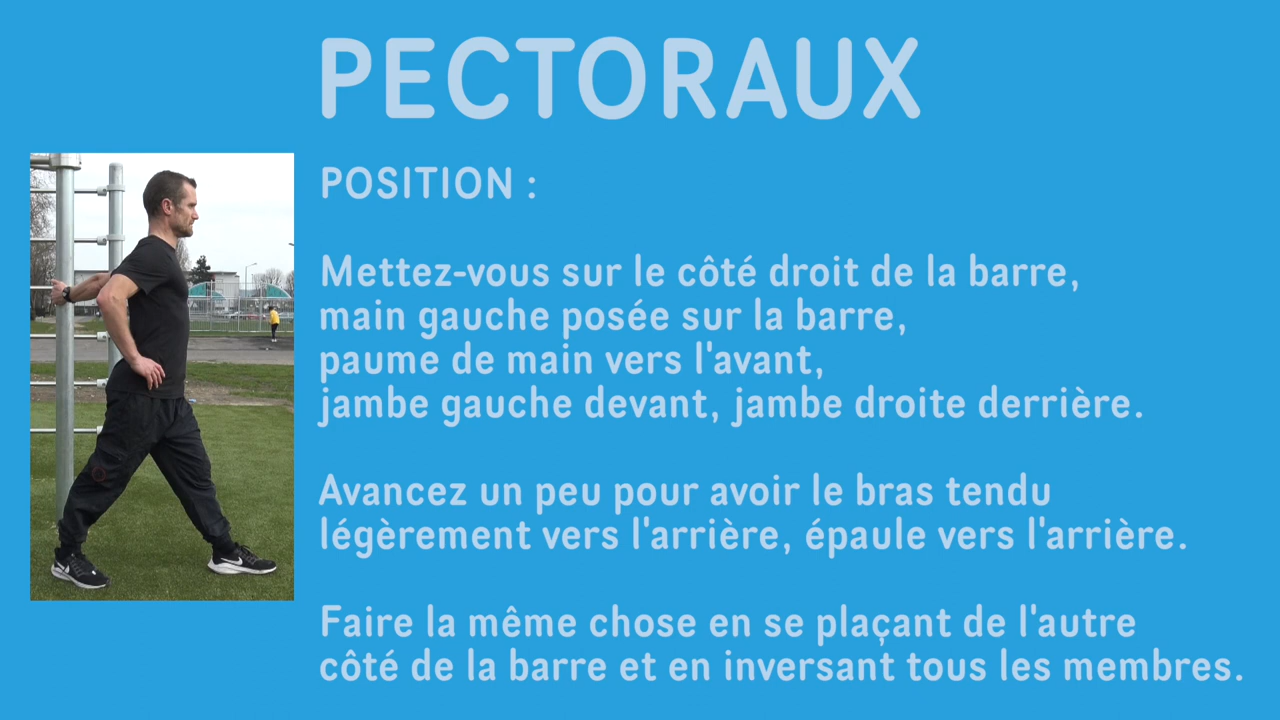 PECTORAUX
POSITION :
Mettez-vous sur le côté droit de la barre,
main gauche posée sur la barre,
paume de main vers l'avant,
jambe gauche devant, jambe droite derrière.
Avancez un peu pour avoir le bras tendu
légèrement vers l'arrière, épaule vers l'arrière.
Faire la même chose en se plaçant de l'autre
côté de la barre et en inversant tous les membres.